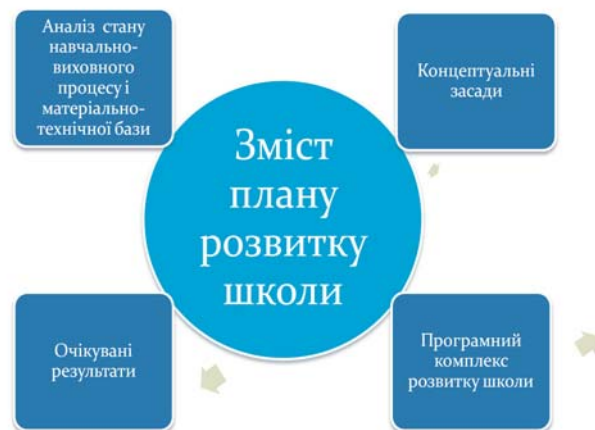 Аналіз стану
навчально-
виховного
процесу і
матеріально-
технічної бази
Концептуальні
засади
Зміст
плану
розвитку
школи
Очікувані
результати
Програмний
комплекс
розвитку школи